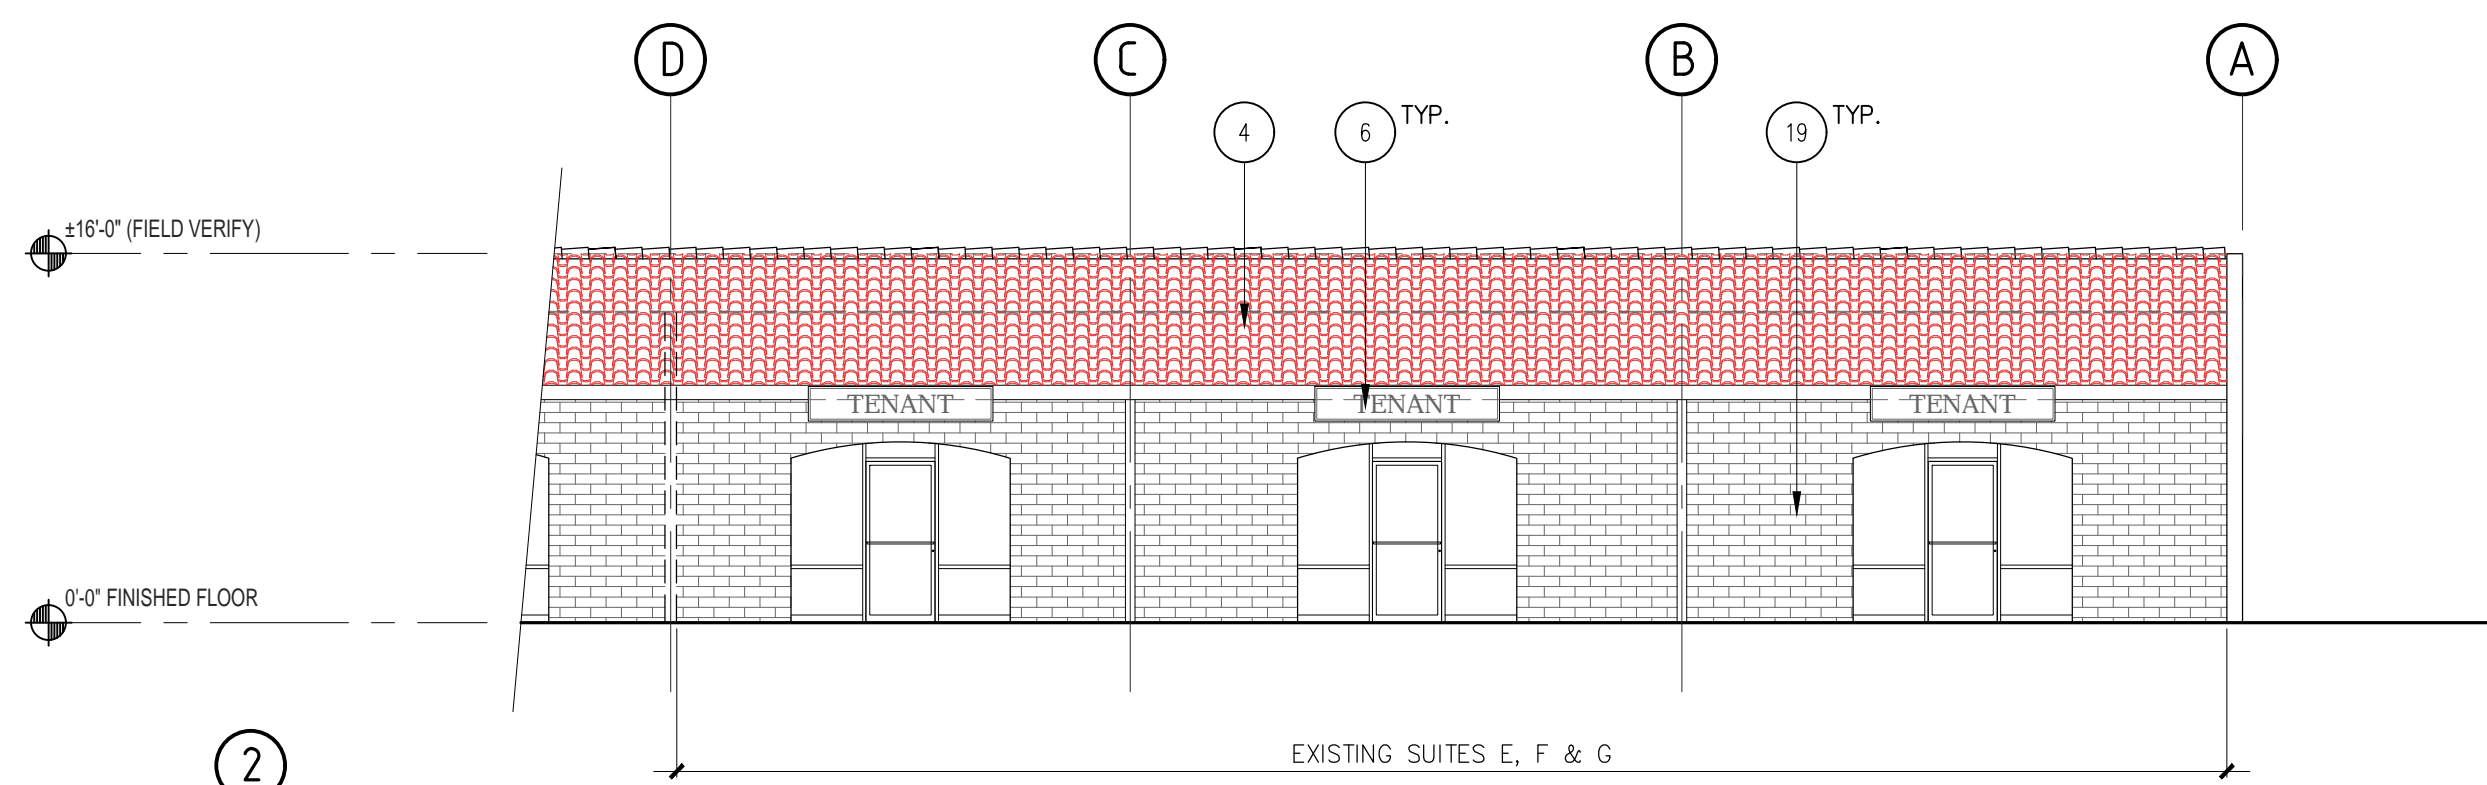 D C B A
4 6 TYP. 19 TYP.
±16'-0" (FIELD VERIFY)
TENANT TENANT TENANT
0'-0" FINISHED FLOOR
EXISTING SUITES E, F & G
2